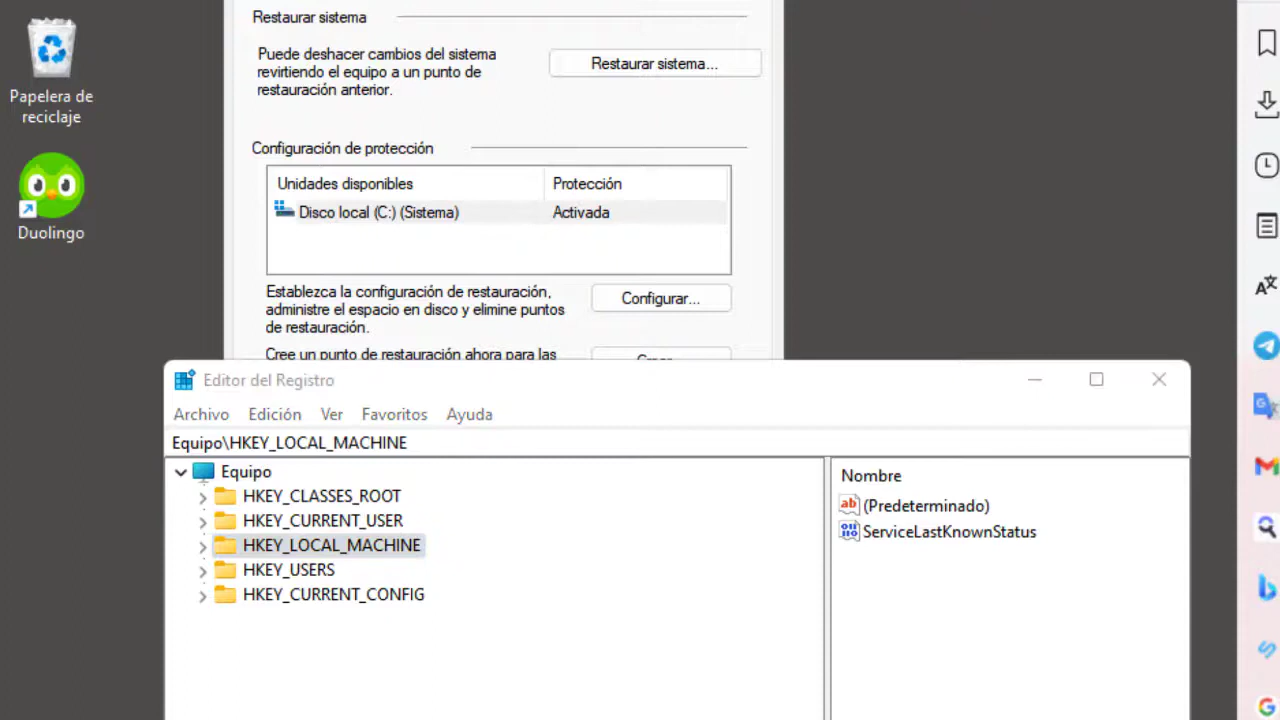 Papelera de
reciclaje
Duolingo
Restaurar sistema
Puede deshacer cambios del sistema
revirtiendo el equipo a un punto de
restauración anterior.
Restaurar sistema...
Configuración de protección
Unidades disponibles
Protección
Disco local (C:) (Sistema)
Activada
Establezca la configuración de restauración,
administre el espacio en disco y elimine puntos
de restauración.
Configurar...
Cree un punto de restauración ahora para las
Editor del Registro
Archivo Edición Ver Favoritos Ayuda
Equipo\HKEY_LOCAL_MACHINE
Equipo
HKEY_CLASSES_ROOT
HKEY_CURRENT_USER
HKEY_LOCAL_MACHINE
HKEY_USERS
HKEY_CURRENT_CONFIG
Nombre
(Predeterminado)
ServiceLastKnownStatus